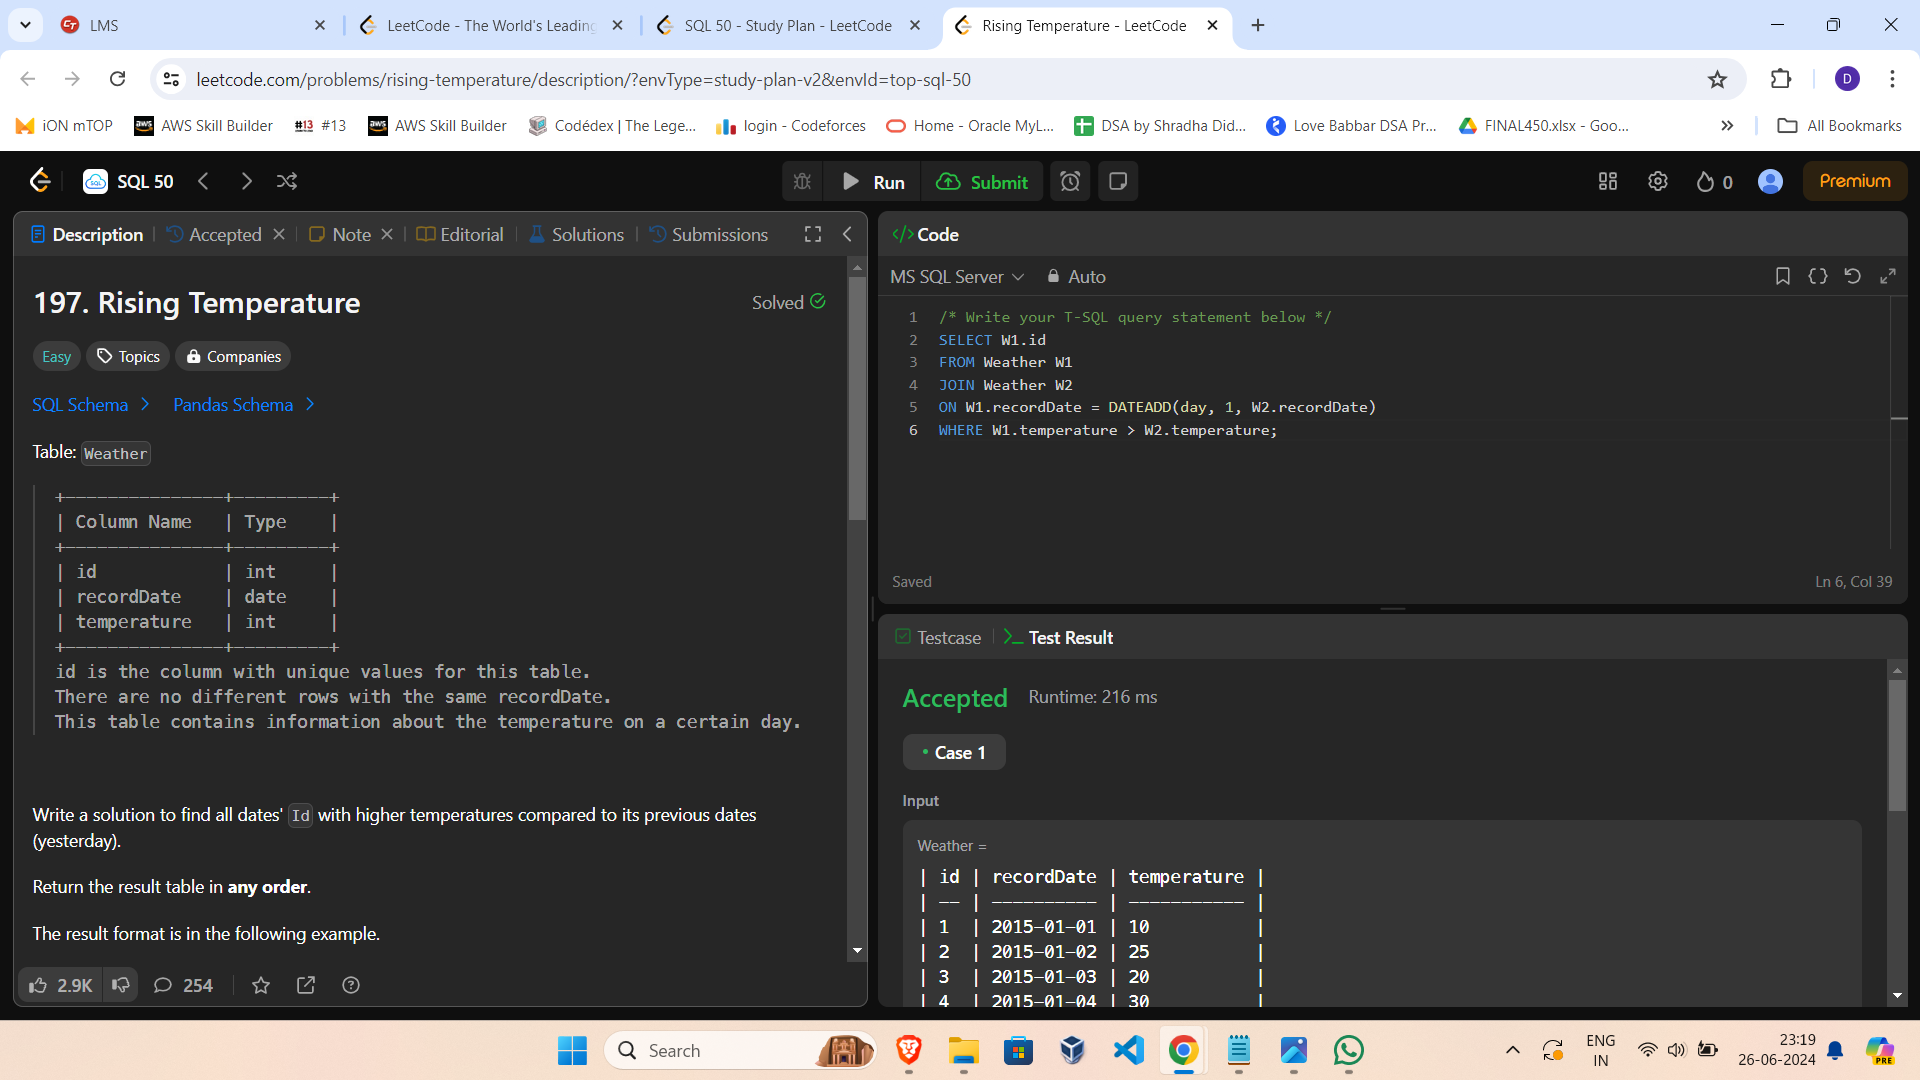 LMS
LeetCode - The World's Leading
SQL 50 - Study Plan - LeetCode
Rising Temperature - LeetCode
leetcode.com/problems/rising-temperature/description/?envType=study-plan-v2&envId=top-sql-50
D
iON mTOP
AWS Skill Builder
#13 #13
AWS Skill Builder
Codédex | The Lege...
login - Codeforces
Home - Oracle MyL...
DSA by Shradha Did...
Love Babbar DSA Pr...
FINAL450.xlsx - Goo...
All Bookmarks
SQL 50
Run
Submit
0
Premium
Description
Accepted
Note
Editorial
Solutions
Submissions
197. Rising Temperature
Solved
Easy
Topics
Companies
SQL Schema
Pandas Schema
Table: Weather
+---------------+---------+
| Column Name   | Type    |
+---------------+---------+
| id            | int     |
| recordDate    | date    |
| temperature   | int     |
+---------------+---------+
id is the column with unique values for this table.
There are no different rows with the same recordDate.
This table contains information about the temperature on a certain day.
Write a solution to find all dates' Id with higher temperatures compared to its previous dates
(yesterday).
Return the result table in any order.
The result format is in the following example.
2.9K
254
</> Code
MS SQL Server
Auto
1 /* Write your T-SQL query statement below */
2 SELECT W1.id
3 FROM Weather W1
4 JOIN Weather W2
5 ON W1.recordDate = DATEADD(day, 1, W2.recordDate)
6 WHERE W1.temperature > W2.temperature;
Saved
Ln 6, Col 39
Testcase
>_ Test Result
Accepted
Runtime: 216 ms
Case 1
Input
Weather =
| id | recordDate | temperature |
| -- | ---------- | ----------- |
| 1  | 2015-01-01 | 10          |
| 2  | 2015-01-02 | 25          |
| 3  | 2015-01-03 | 20          |
| 4  | 2015-01-04 | 30          |
Search
ENG
IN
23:19
26-06-2024
PRE